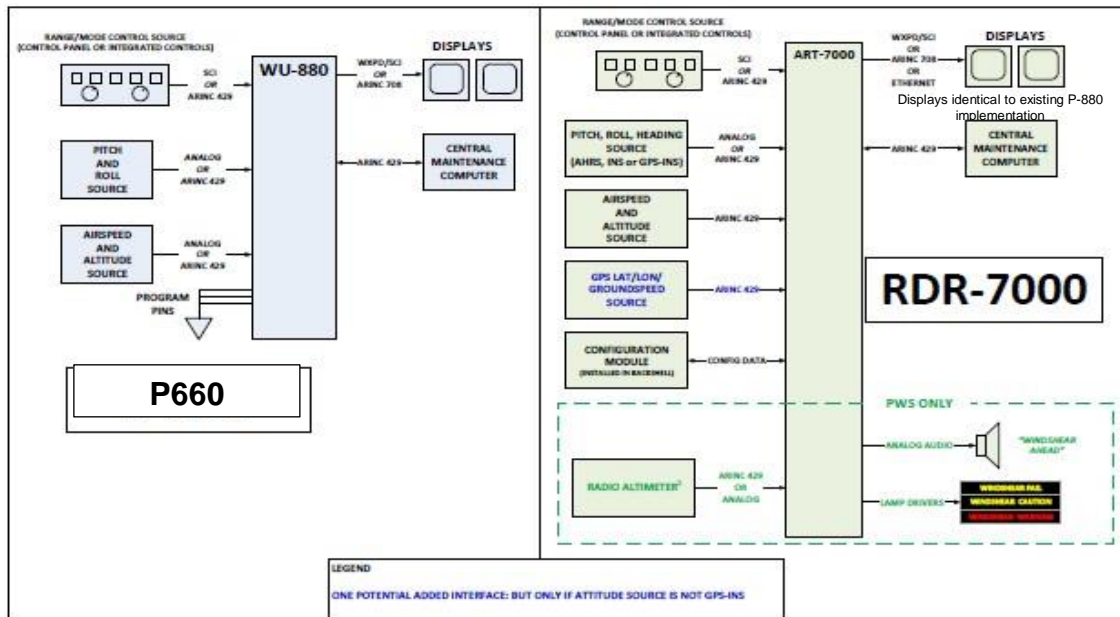 RANGE/MODE CONTROL SOURCE
(CONTROL PANEL OR INTEGRATED CONTROLS)
SCI
OR
ARINC 429
WU-880
WXPD/SCI
OR
ARINC 708
DISPLAYS
PITCH
AND
ROLL
SOURCE
ANALOG
OR
ARINC 429
ARINC 429
CENTRAL
MAINTENANCE
COMPUTER
AIRSPEED
AND
ALTITUDE
SOURCE
ANALOG
OR
ARINC 429
PROGRAM
PINS
P660
RANGE/MODE CONTROL SOURCE
(CONTROL PANEL OR INTEGRATED CONTROLS)
SCI
OR
ARINC 429
ART-7000
WXPD/SCI
OR
ARINC 708
OR
ETHERNET
DISPLAYS
Displays identical to existing P-880
implementation
PITCH, ROLL, HEADING
SOURCE
(AHRS, INS or GPS-INS)
ANALOG
OR
ARINC 429
ARINC 429
CENTRAL
MAINTENANCE
COMPUTER
AIRSPEED
AND
ALTITUDE
SOURCE
ARINC 429
GPS LAT/LON/
GROUNDSPEED
SOURCE
ARINC 429
RDR-7000
CONFIGURATION
MODULE
(INSTALLED IN BACKSHELL)
CONFIG DATA
PWS ONLY
ANALOG AUDIO
"WINDSHEAR
AHEAD"
RADIO ALTIMETER²
ARINC 429
OR
ANALOG
LAMP DRIVERS
WINDSHEAR FAIL
WINDSHEAR CAUTION
WINDSHEAR WARNING
LEGEND
ONE POTENTIAL ADDED INTERFACE: BUT ONLY IF ATTITUDE SOURCE IS NOT GPS-INS